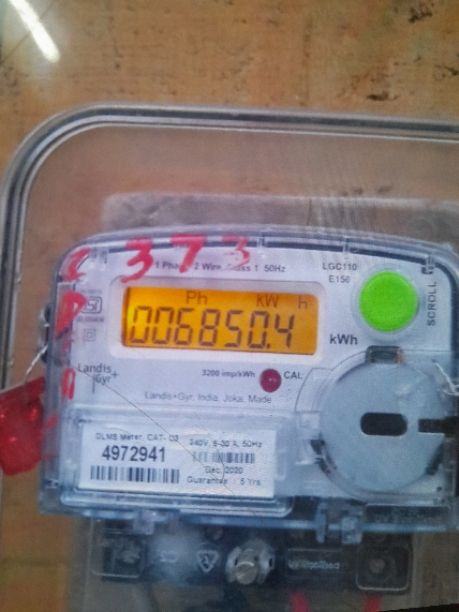 373
1 Phase 2 Wire, Class 1 50Hz
LGC110
E150
Ph kW h
006850.4
kWh
SCROLL
Landis
Gyr+
3200 imp/kWh
CAL
Landis+Gyr, India, Joka, Made
DLMS Meter, CAT-
240V, 5-30 A, 50Hz
4972941
Dec, 2020
Guarantee : 5 Yrs